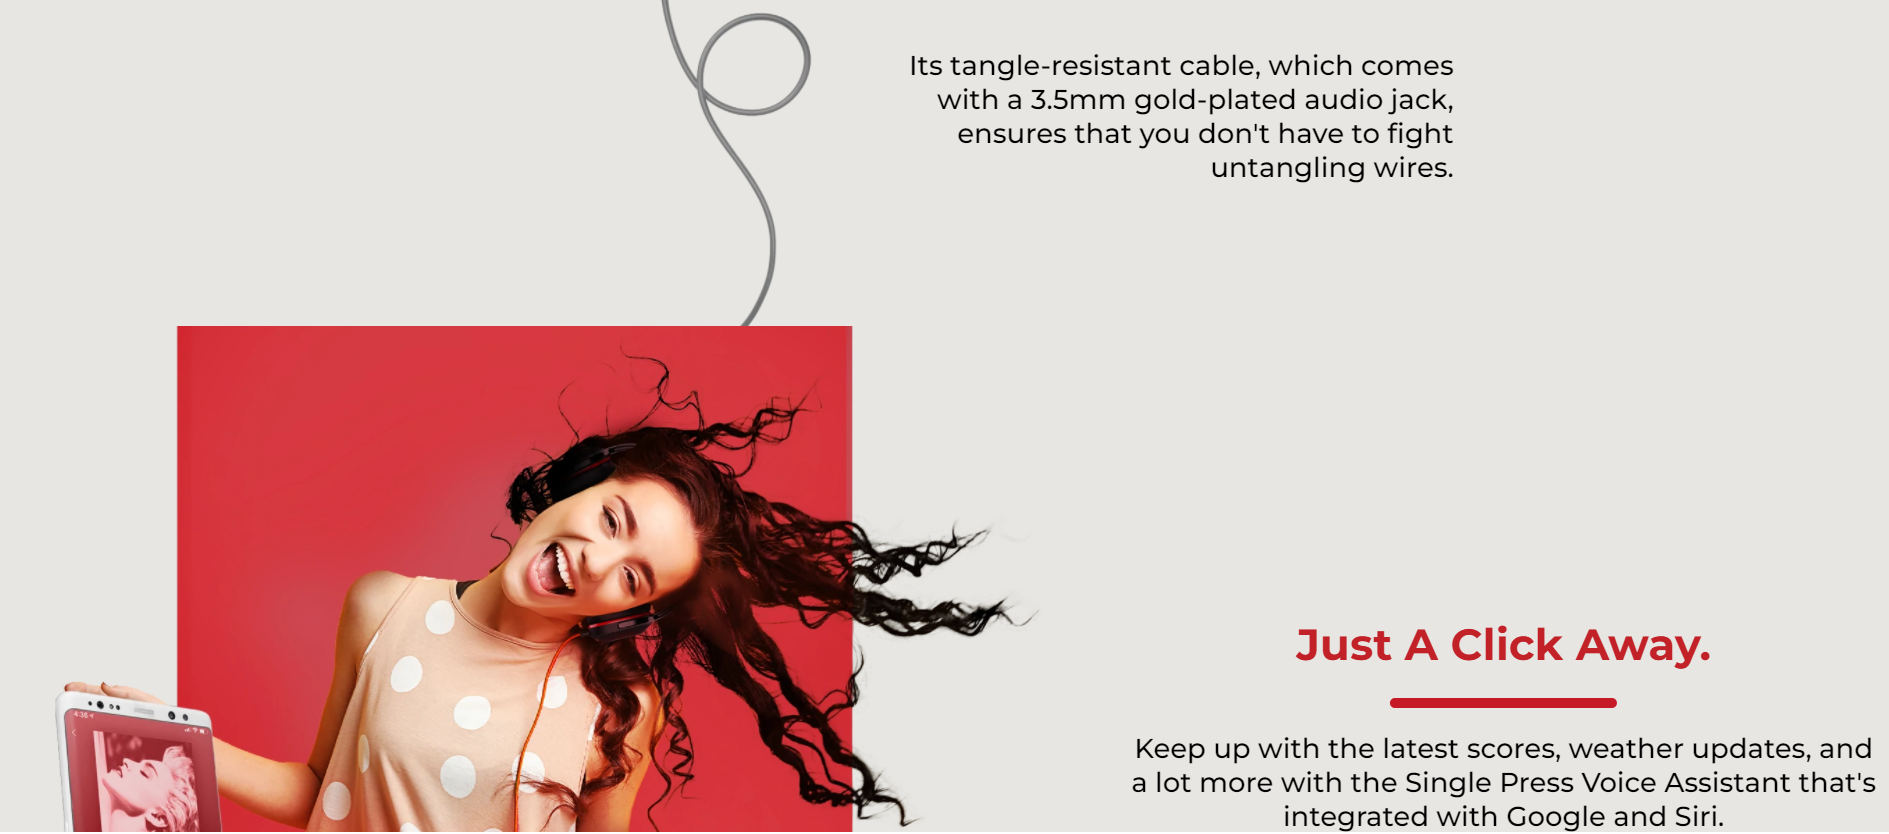 Its tangle-resistant cable, which comes
with a 3.5mm gold-plated audio jack,
ensures that you don't have to fight
untangling wires.
Just A Click Away.
4:36
Keep up with the latest scores, weather updates, and
a lot more with the Single Press Voice Assistant that's
integrated with Google and Siri.